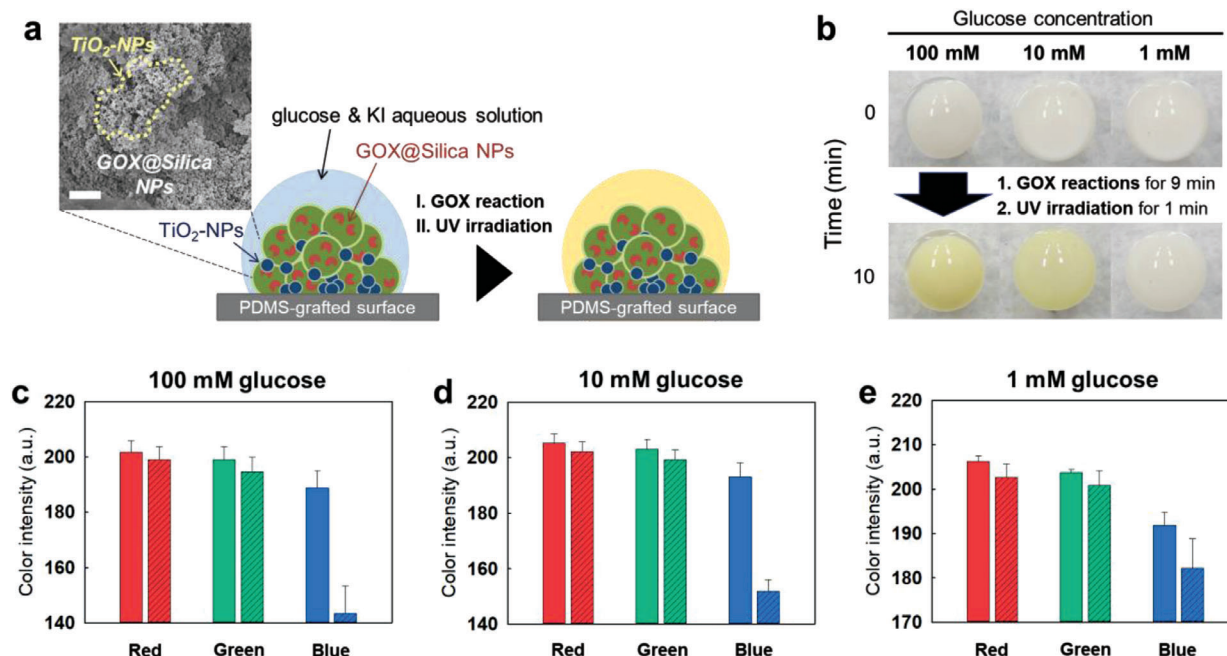 a
TiO₂-NPs
GOX@Silica
NPs
glucose & KI aqueous solution
GOX@Silica NPs
TiO₂-NPs
I. GOX reaction
II. UV irradiation
PDMS-grafted surface
PDMS-grafted surface
b
Glucose concentration
100 mM 10 mM 1 mM
Time (min)
0
1. GOX reactions for 9 min
2. UV irradiation for 1 min
10
c
100 mM glucose
Color intensity (a.u.)
220
200
180
160
140
Red Green Blue
d
10 mM glucose
Color intensity (a.u.)
220
200
180
160
140
Red Green Blue
e
1 mM glucose
Color intensity (a.u.)
220
210
200
190
180
170
Red Green Blue